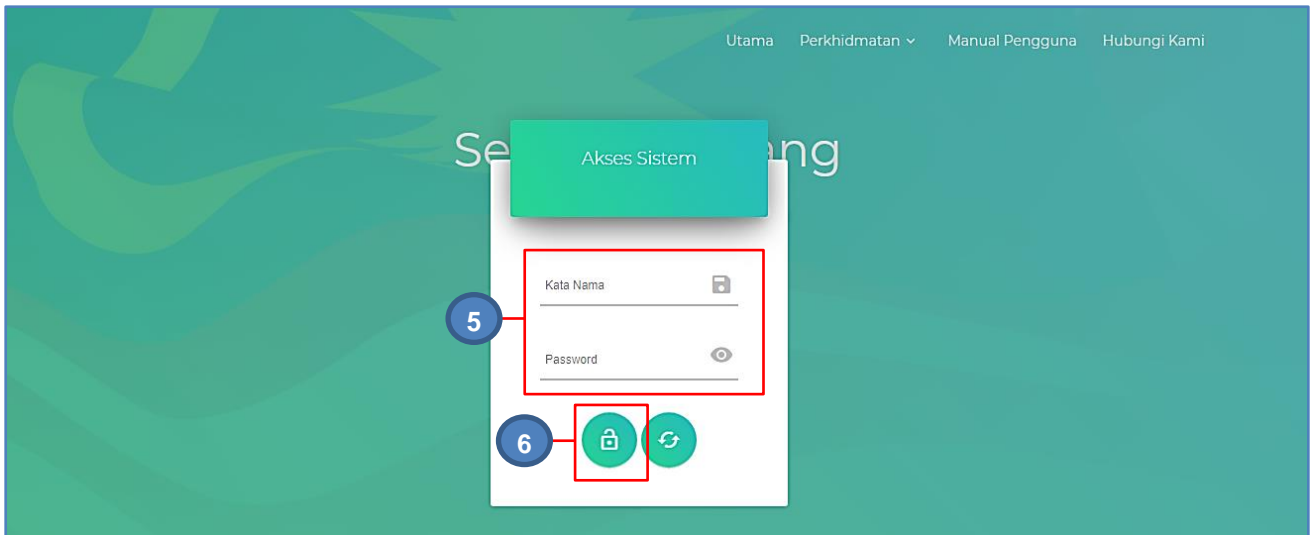 Utama Perkhidmatan Manual Pengguna Hubungi Kami
Akses Sistem
Kata Nama
5
Password
6